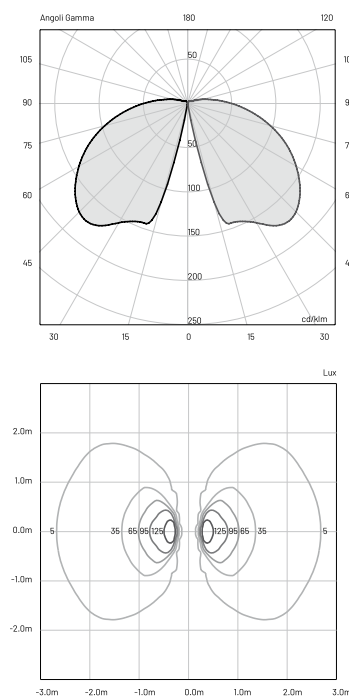 Angoli Gamma 180 120
105 50 10
90
75 50 7
60 100 6
150
45 200 4
250 cd/klm
30 15 0 15 30
Lux
2.0m
1.0m
0.0m 5 35 65 95 125 125 95 65 35 5
-1.0m
-2.0m
-3.0m -2.0m -1.0m 0.0m 1.0m 2.0m 3.0m